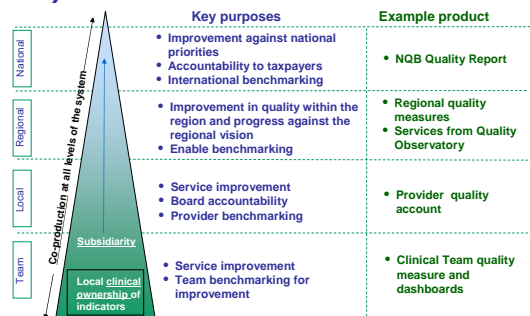 Key purposes
Example product
National
• Improvement against national
priorities
• Accountability to taxpayers
• International benchmarking
• NQB Quality Report
Regional
• Improvement in quality within the
region and progress against the
regional vision
• Enable benchmarking
• Regional quality
measures
• Services from Quality
Observatory
Local
• Service improvement
• Board accountability
• Provider benchmarking
• Provider quality
account
Team
• Service improvement
• Team benchmarking for
improvement
• Clinical Team quality
measure and
dashboards
Co-production at all levels of the system
Subsidiarity
Local clinical
ownership of
indicators